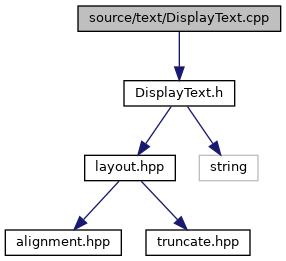 source/text/DisplayText.cpp
DisplayText.h
layout.hpp
string
alignment.hpp
truncate.hpp